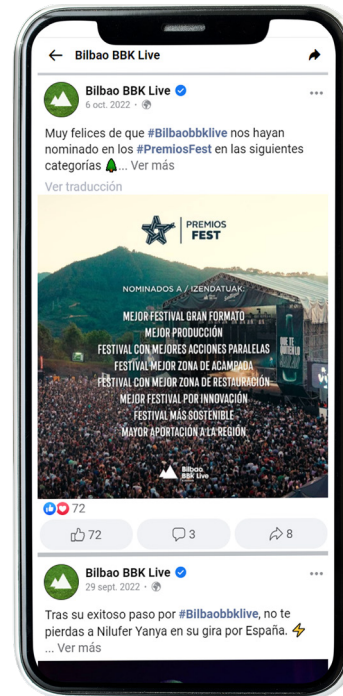 Bilbao BBK Live
Bilbao BBK Live
6 oct. 2022 ·
Muy felices de que #Bilbaobbklive nos hayan
nominado en los #PremiosFest en las siguientes
categorías ... Ver más
Ver traducción
PREMIOS
FEST
NOMINADOS A / IZENDATUAK:
MEJOR FESTIVAL GRAN FORMATO
MEJOR PRODUCCIÓN
FESTIVAL CON MEJORES ACCIONES PARALELAS
FESTIVAL MEJOR ZONA DE ACAMPADA
FESTIVAL CON MEJOR ZONA DE RESTAURACIÓN
MEJOR FESTIVAL POR INNOVACIÓN
FESTIVAL MÁS SOSTENIBLE
MAYOR APORTACIÓN A LA REGIÓN
Bilbao
BBK Live
72
72
3
8
Bilbao BBK Live
29 sept. 2022 ·
Tras su exitoso paso por #Bilbaobbklive, no te
pierdas a Nilufer Yanya en su gira por España.
... Ver más